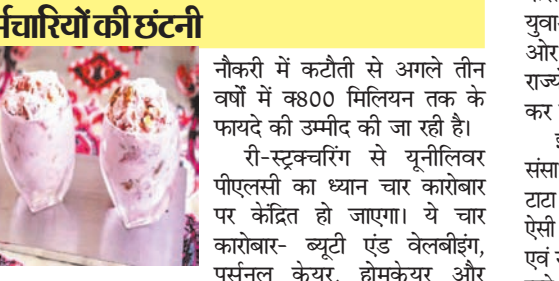 र्मचारियों की छंटनी
नौकरी में कटौती से अगले तीन
वर्षों में क800 मिलियन तक के
फायदे की उम्मीद की जा रही है।
री-स्ट्रक्चरिंग से यूनीलिवर
पीएलसी का ध्यान चार कारोबार
पर केंद्रित हो जाएगा। ये चार
कारोबार- ब्यूटी एंड वेलबीइंग,
पर्सनल केयर, होमकेयर और
युवा
ओर
राज्य
कर
संसा
टाटा
ऐसी
एवं